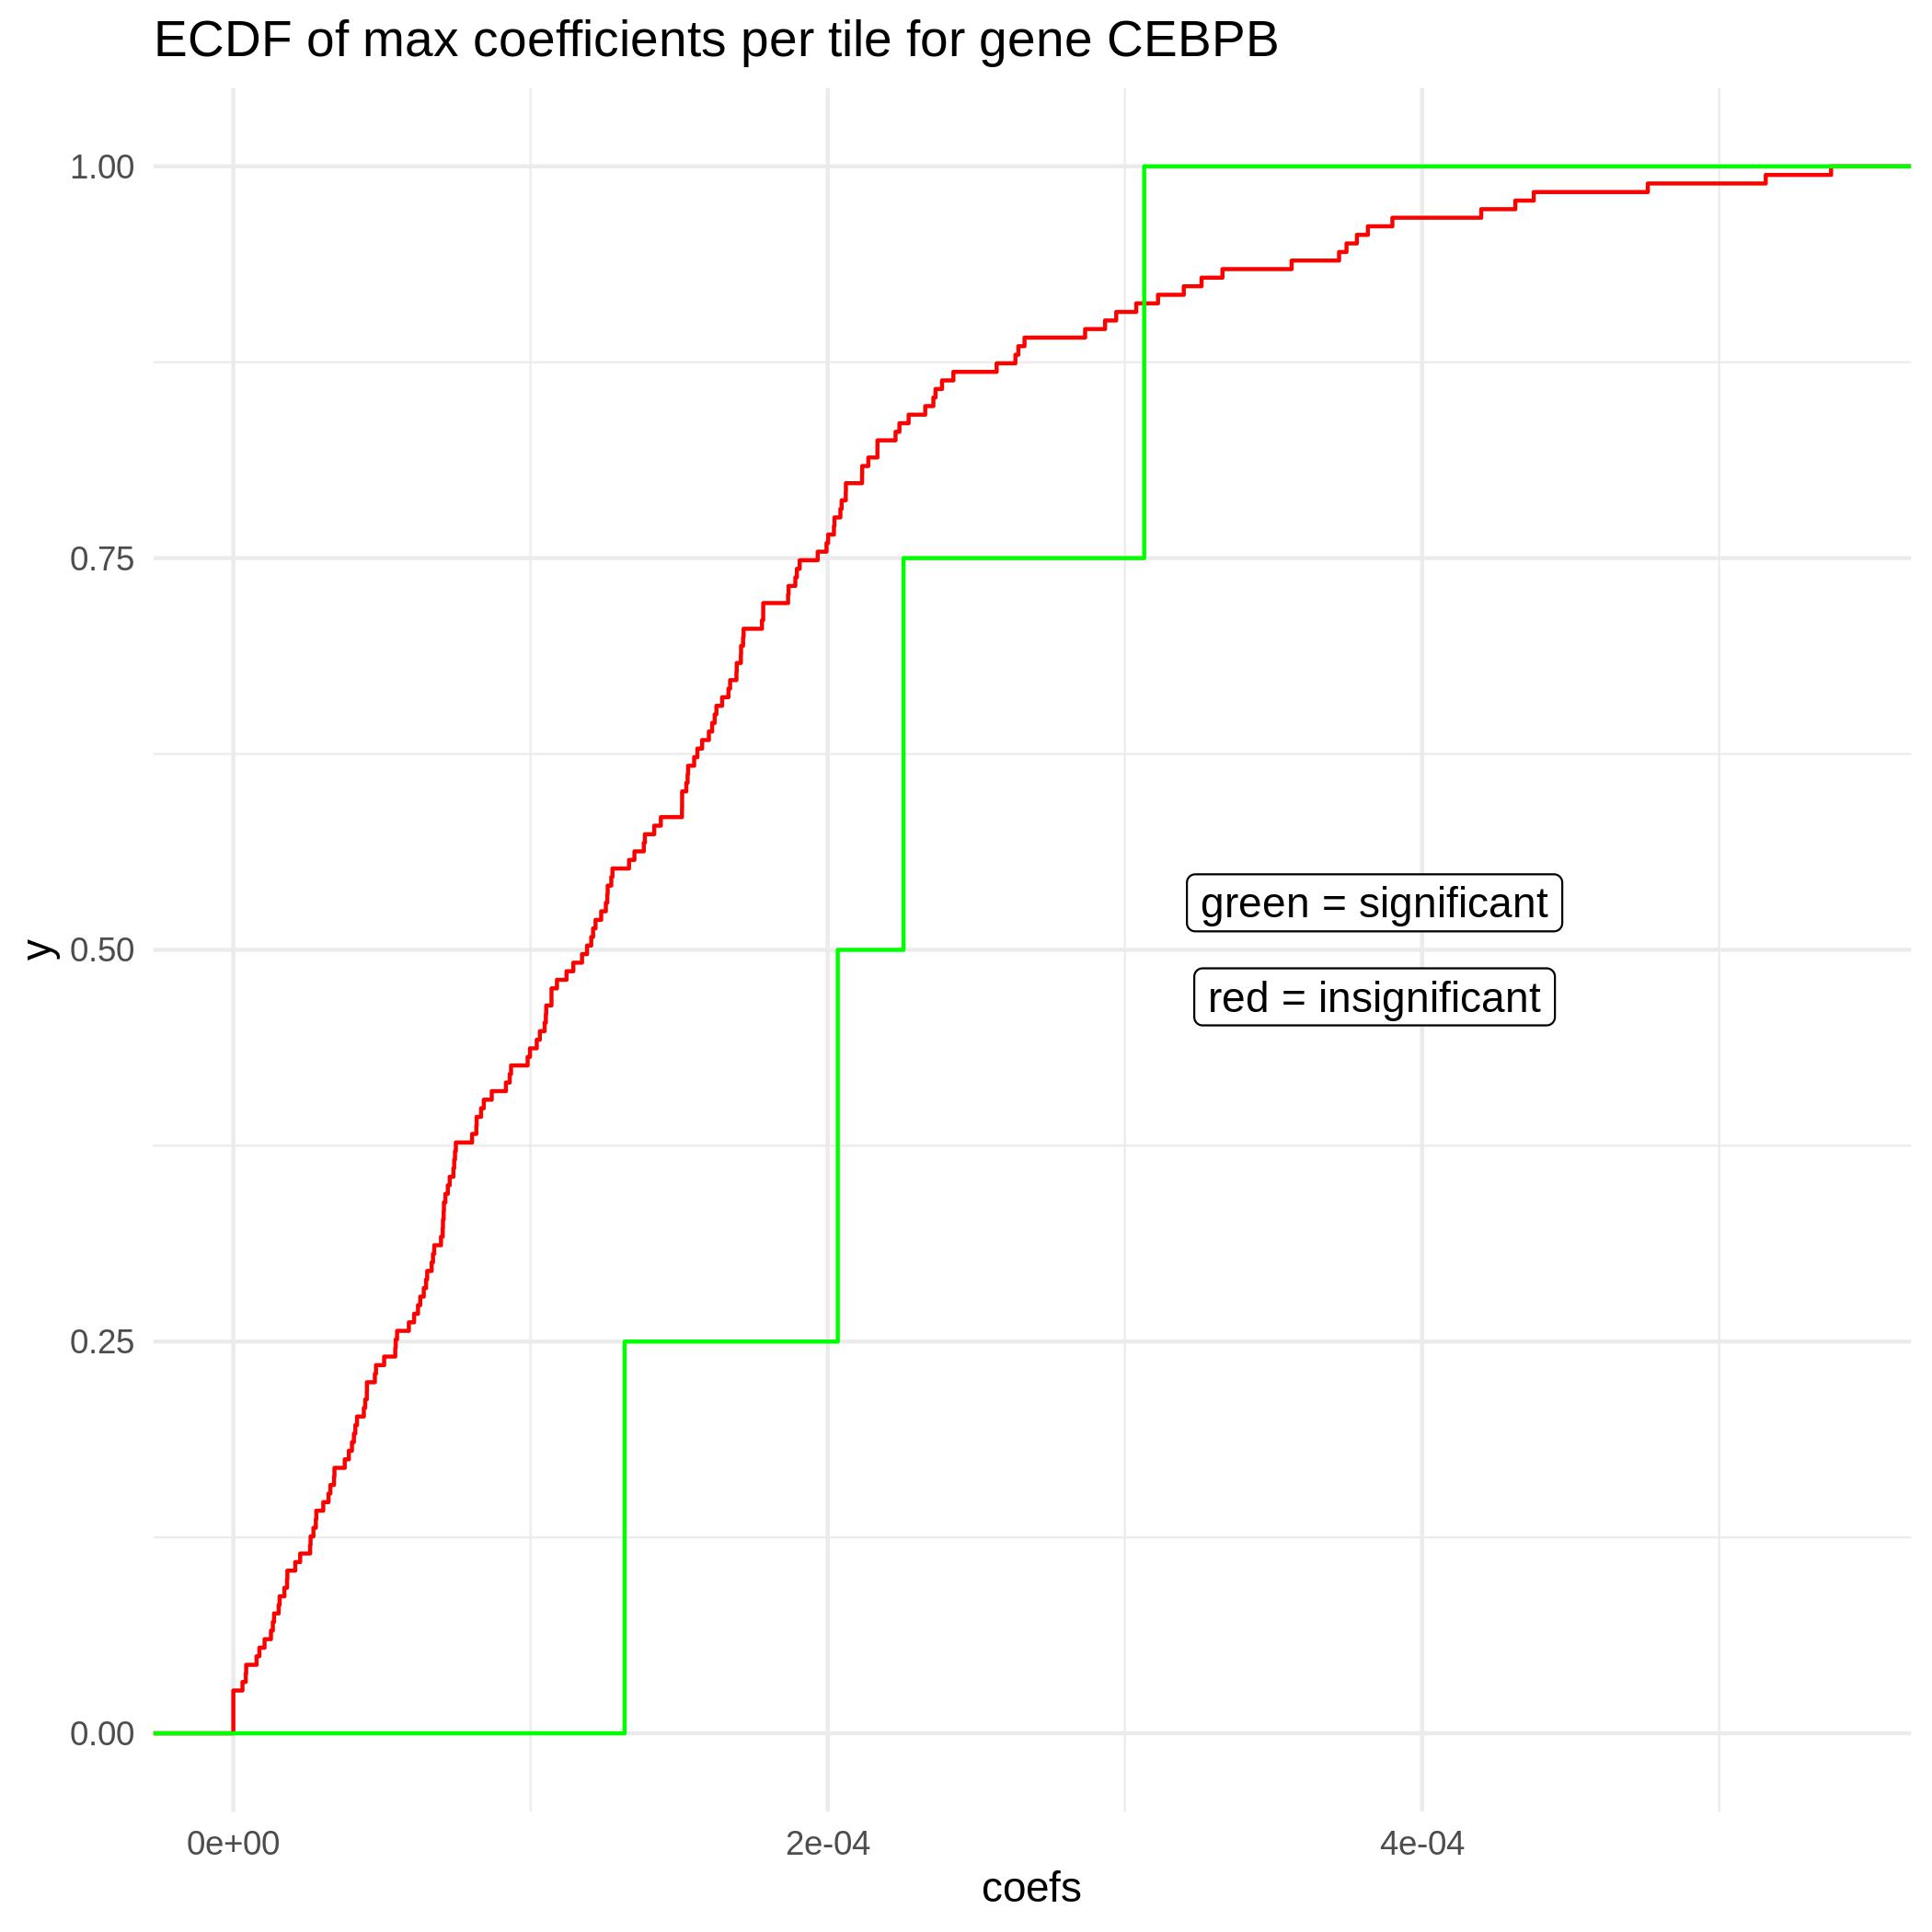 ECDF of max coefficients per tile for gene CEBPB
1.00
0.75
0.50
0.25
0.00
y
green = significant
red = insignificant
0e+00
2e-04
4e-04
coefs